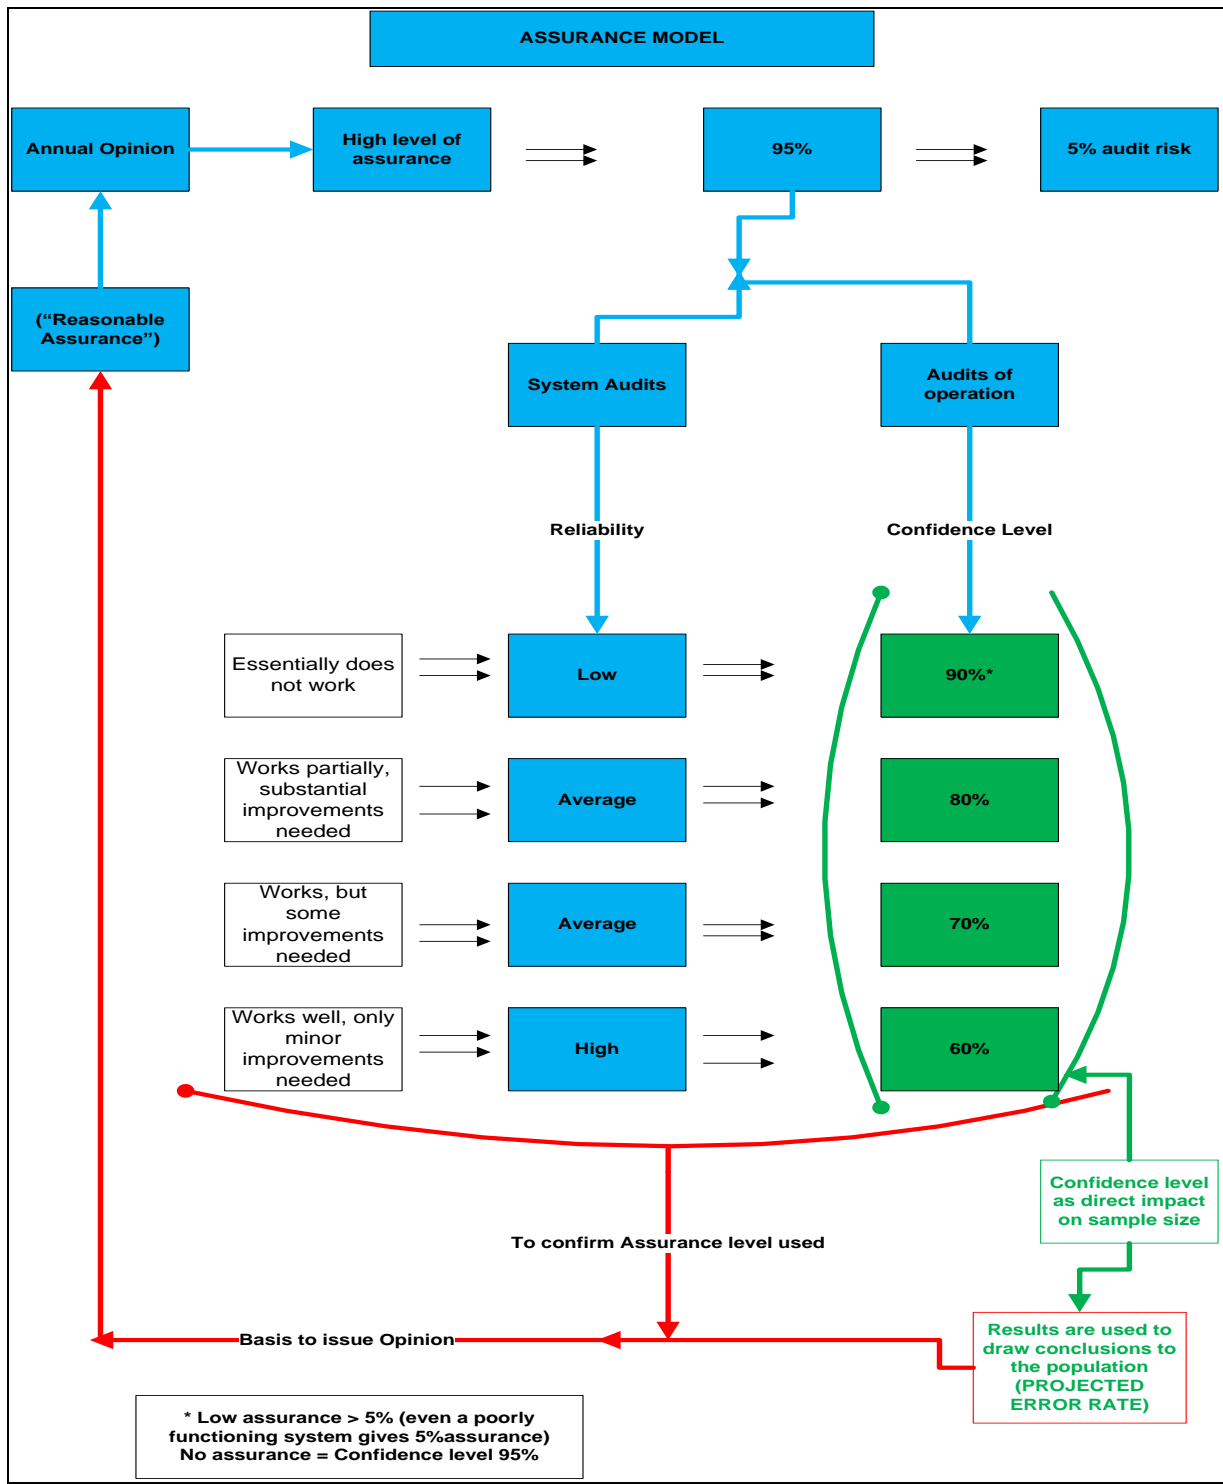 ASSURANCE MODEL
Annual Opinion
High level of
assurance
95%
5% audit risk
(“Reasonable
Assurance”)
System Audits
Audits of
operation
Reliability
Confidence Level
Essentially does
not work
Low
90%*
Works partially,
substantial
improvements
needed
Average
80%
Works, but
some
improvements
needed
Average
70%
Works well, only
minor
improvements
needed
High
60%
Confidence level
as direct impact
on sample size
To confirm Assurance level used
Basis to issue Opinion
Results are used to
draw conclusions to
the population
(PROJECTED
ERROR RATE)
* Low assurance > 5% (even a poorly
functioning system gives 5%assurance)
No assurance = Confidence level 95%